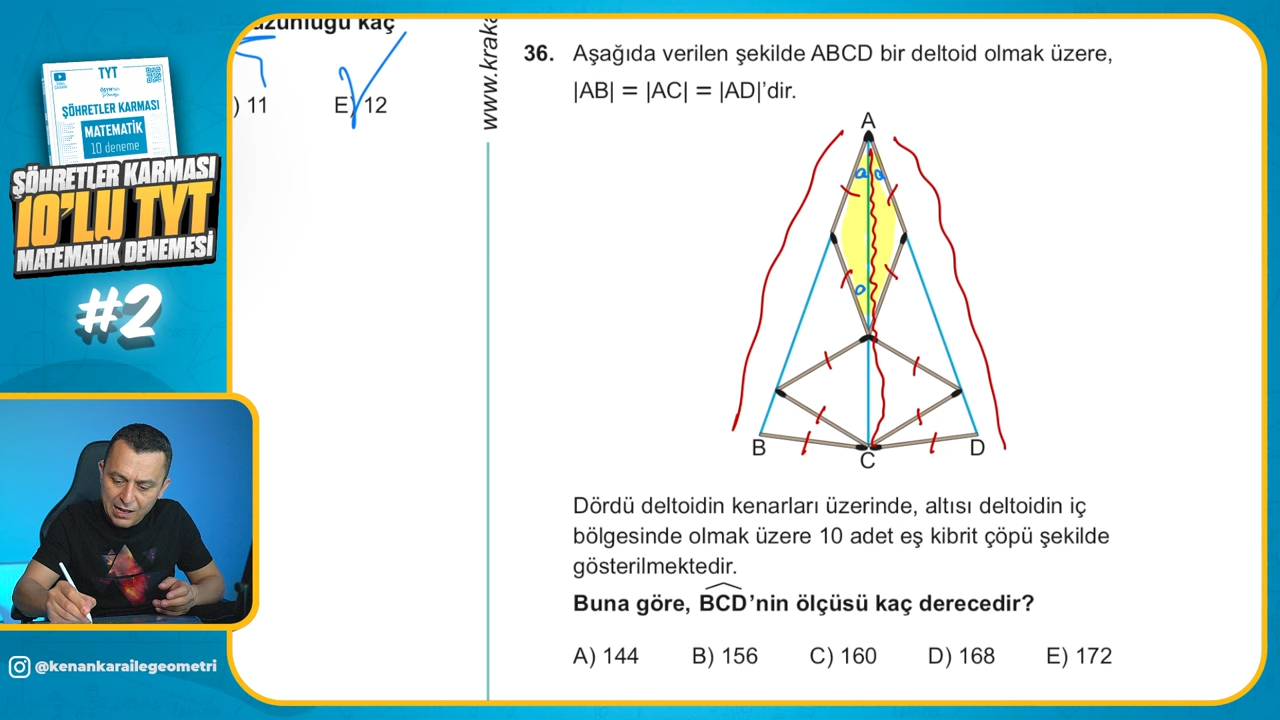 TYT
ŞÖHRETLER KARMASI
MATEMATİK
10 deneme
ŞÖHRETLER KARMASI
10'LU TYT
MATEMATİK DENEMESİ
#2
@kenankarailegeometri
uzunluğu kaç
) 11 E) 12
www.kraka
36. Aşağıda verilen şekilde ABCD bir deltoid olmak üzere,
|AB| = |AC| = |AD|'dir.
A
a a
a
B
C
D
Dördü deltoidin kenarları üzerinde, altısı deltoidin iç
bölgesinde olmak üzere 10 adet eş kibrit çöpü şekilde
gösterilmektedir.
Buna göre, BCD'nin ölçüsü kaç derecedir?
A) 144 B) 156 C) 160 D) 168 E) 172